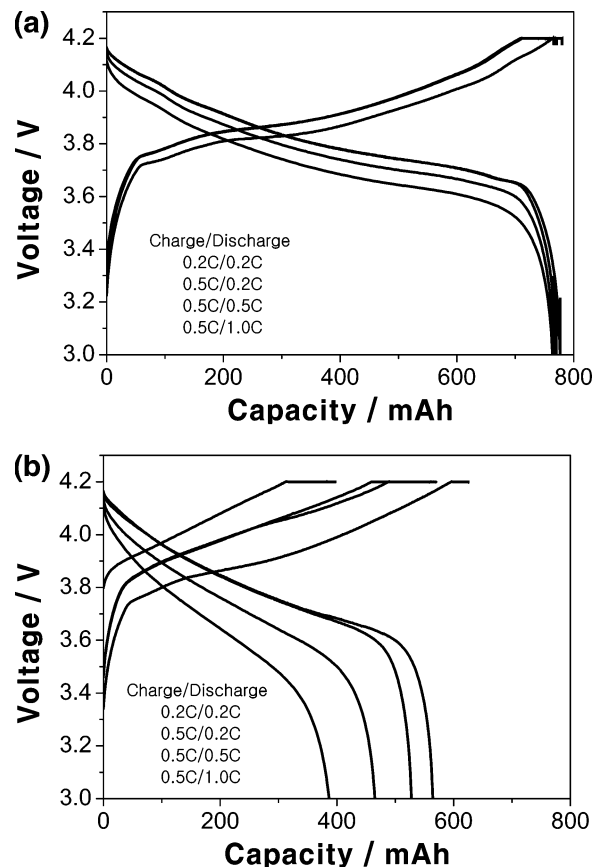 (a)
4.2
4.0
3.8
3.6
3.4
3.2
3.0
Voltage / V
Charge/Discharge
0.2C/0.2C
0.5C/0.2C
0.5C/0.5C
0.5C/1.0C
0
200
400
600
800
Capacity / mAh
(b)
4.2
4.0
3.8
3.6
3.4
3.2
3.0
Voltage / V
Charge/Discharge
0.2C/0.2C
0.5C/0.2C
0.5C/0.5C
0.5C/1.0C
0
200
400
600
800
Capacity / mAh